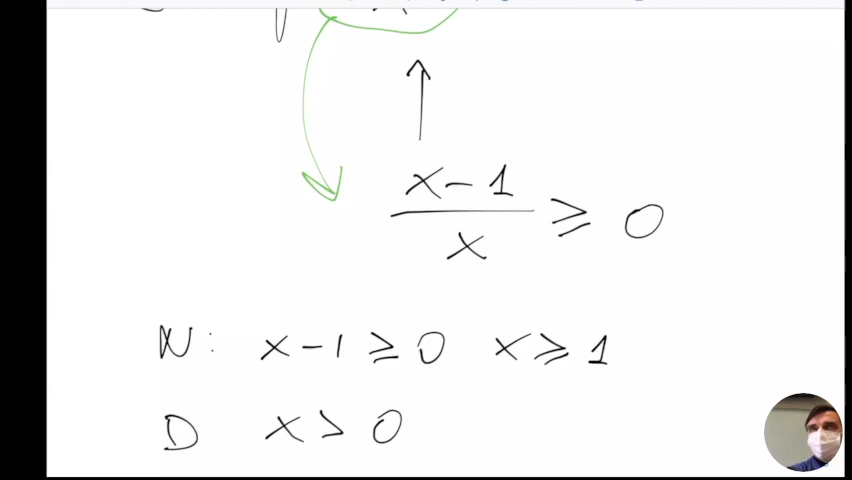 x-1
— ≥ 0
x
N: x-1 ≥ 0 x ≥ 1
D x > 0